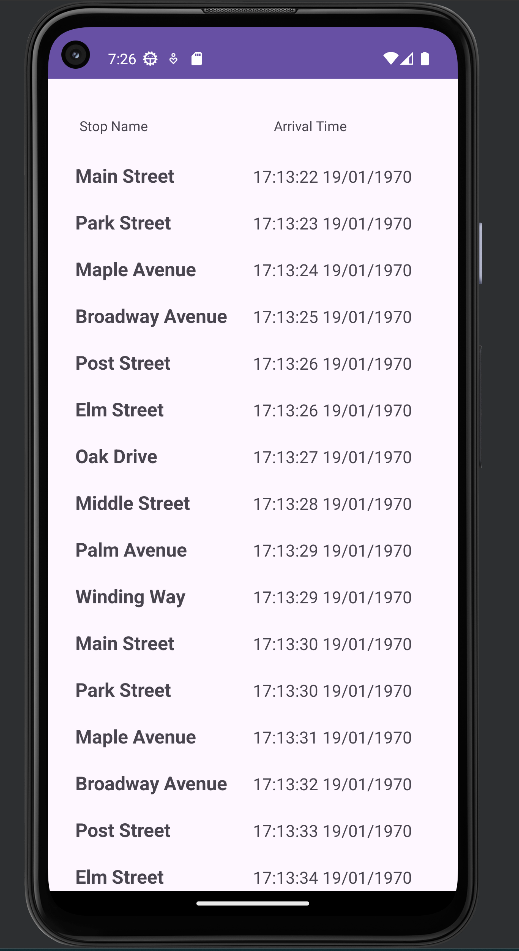 7:26
Stop Name Arrival Time
Main Street 17:13:22 19/01/1970
Park Street 17:13:23 19/01/1970
Maple Avenue 17:13:24 19/01/1970
Broadway Avenue 17:13:25 19/01/1970
Post Street 17:13:26 19/01/1970
Elm Street 17:13:26 19/01/1970
Oak Drive 17:13:27 19/01/1970
Middle Street 17:13:28 19/01/1970
Palm Avenue 17:13:29 19/01/1970
Winding Way 17:13:29 19/01/1970
Main Street 17:13:30 19/01/1970
Park Street 17:13:30 19/01/1970
Maple Avenue 17:13:31 19/01/1970
Broadway Avenue 17:13:32 19/01/1970
Post Street 17:13:33 19/01/1970
Elm Street 17:13:34 19/01/1970